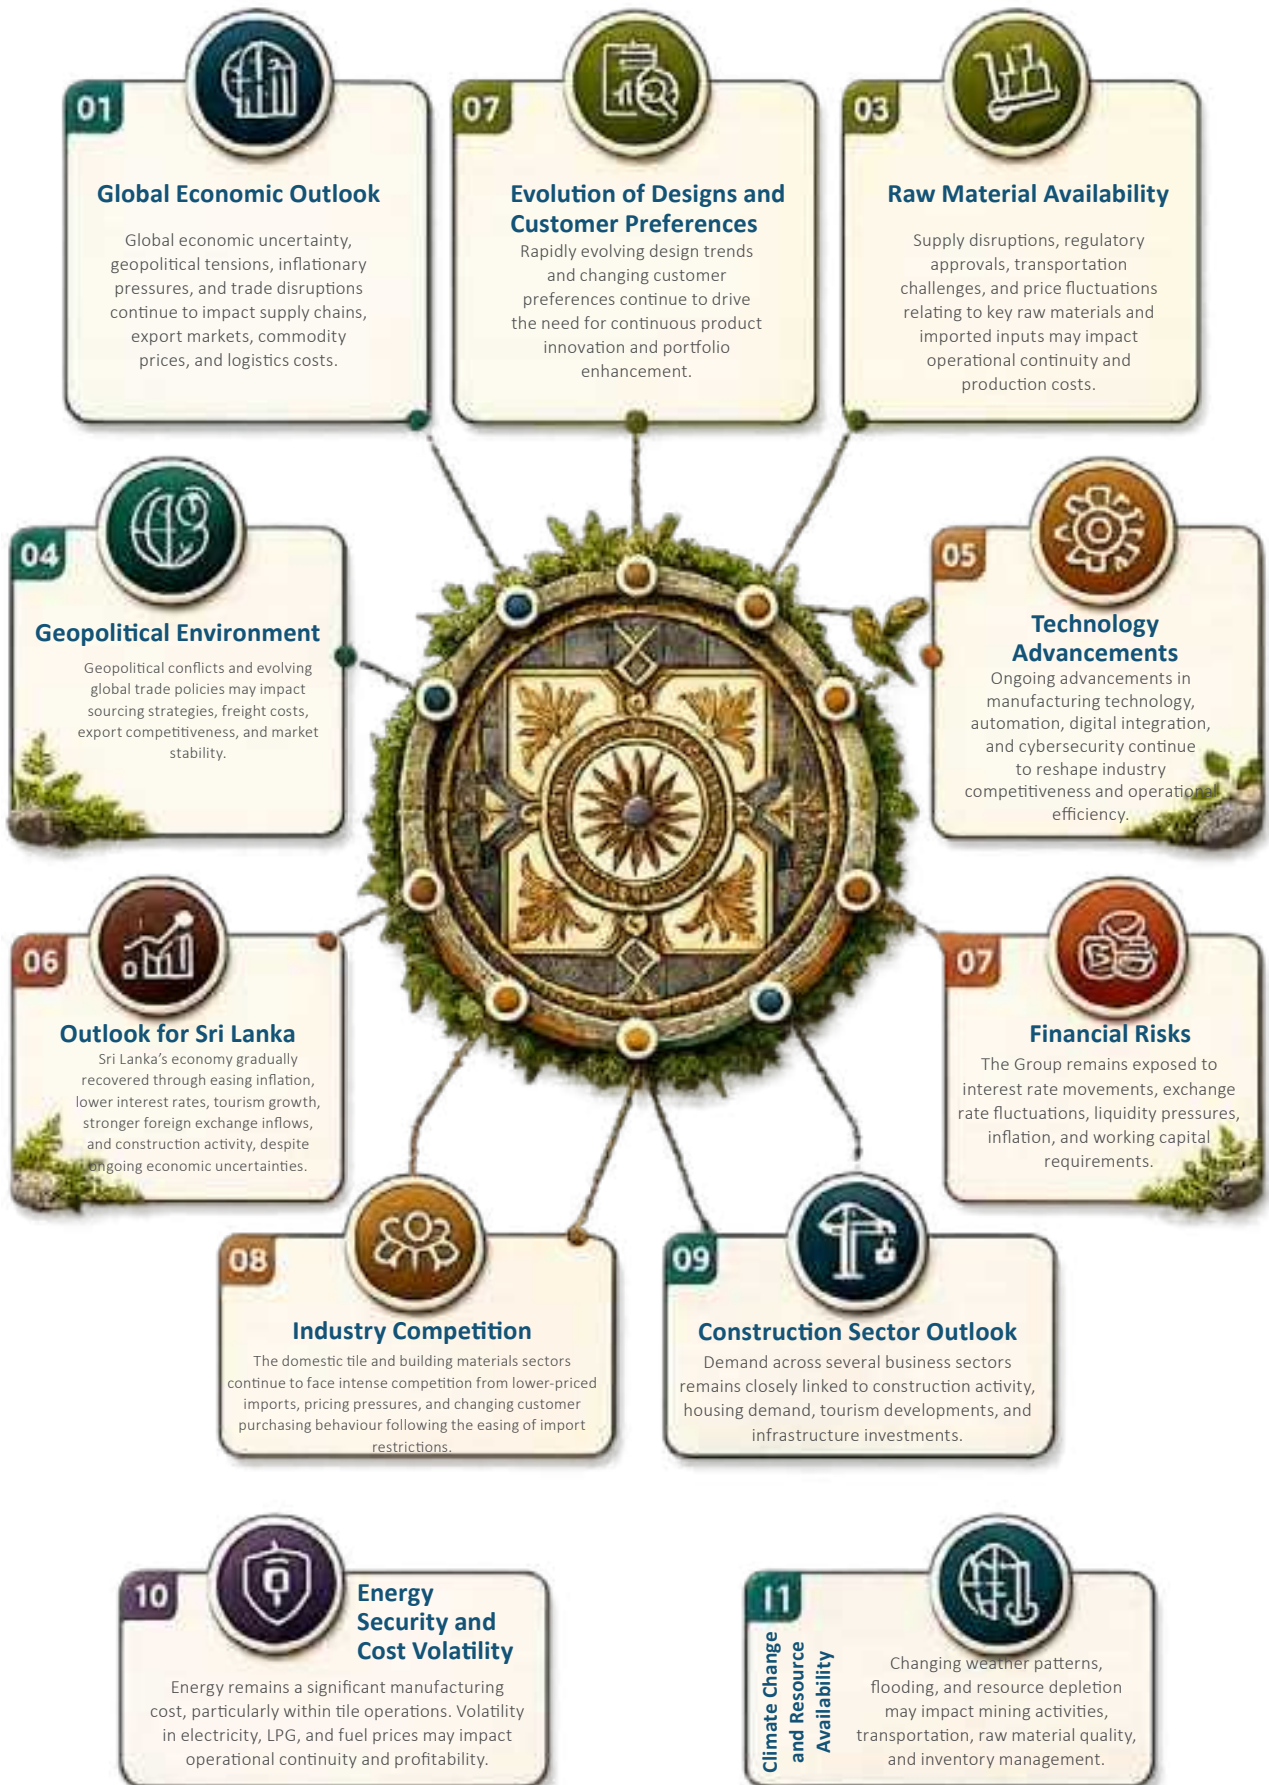 01
Global Economic Outlook
Global economic uncertainty,
geopolitical tensions, inflationary
pressures, and trade disruptions
continue to impact supply chains,
export markets, commodity
prices, and logistics costs.
07
Evolution of Designs and
Customer Preferences
Rapidly evolving design trends
and changing customer
preferences continue to drive
the need for continuous product
innovation and portfolio
enhancement.
03
Raw Material Availability
Supply disruptions, regulatory
approvals, transportation
challenges, and price fluctuations
relating to key raw materials and
imported inputs may impact
operational continuity and
production costs.
04
Geopolitical Environment
Geopolitical conflicts and evolving
global trade policies may impact
sourcing strategies, freight costs,
export competitiveness, and market
stability.
05
Technology
Advancements
Ongoing advancements in
manufacturing technology,
automation, digital integration,
and cybersecurity continue
to reshape industry
competitiveness and operational
efficiency.
06
Outlook for Sri Lanka
Sri Lanka's economy gradually
recovered through easing inflation,
lower interest rates, tourism growth,
stronger foreign exchange inflows,
and construction activity, despite
ongoing economic uncertainties.
07
Financial Risks
The Group remains exposed to
interest rate movements, exchange
rate fluctuations, liquidity pressures,
inflation, and working capital
requirements.
08
Industry Competition
The domestic tile and building materials sectors
continue to face intense competition from lower-priced
imports, pricing pressures, and changing customer
purchasing behaviour following the easing of import
restrictions.
09
Construction Sector Outlook
Demand across several business sectors
remains closely linked to construction activity,
housing demand, tourism developments, and
infrastructure investments.
10
Energy
Security and
Cost Volatility
Energy remains a significant manufacturing
cost, particularly within tile operations. Volatility
in electricity, LPG, and fuel prices may impact
operational continuity and profitability.
11
Climate Change
and Resource
Availability
Changing weather patterns,
flooding, and resource depletion
may impact mining activities,
transportation, raw material quality,
and inventory management.